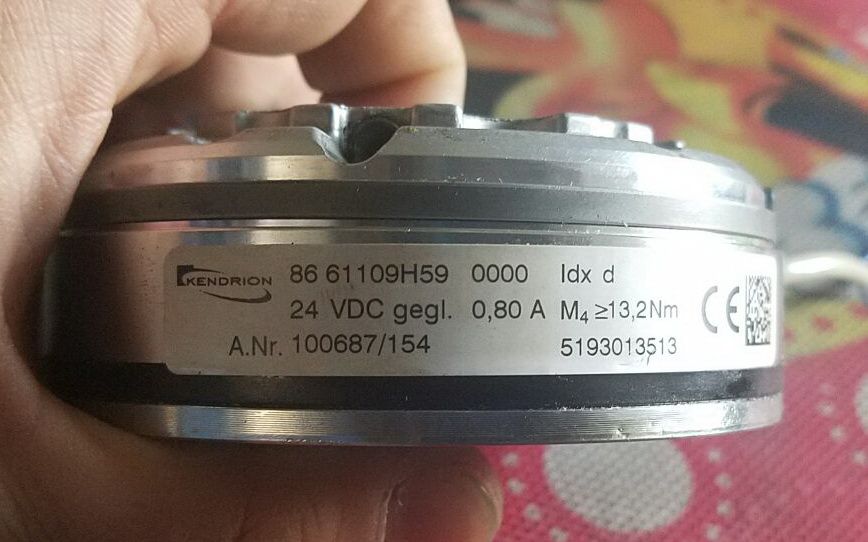 KENDRION 86 61109H59 0000 Idx d
24 VDC gegl. 0,80 A M₄ ≥13,2Nm
A.Nr. 100687/154 5193013513
CE